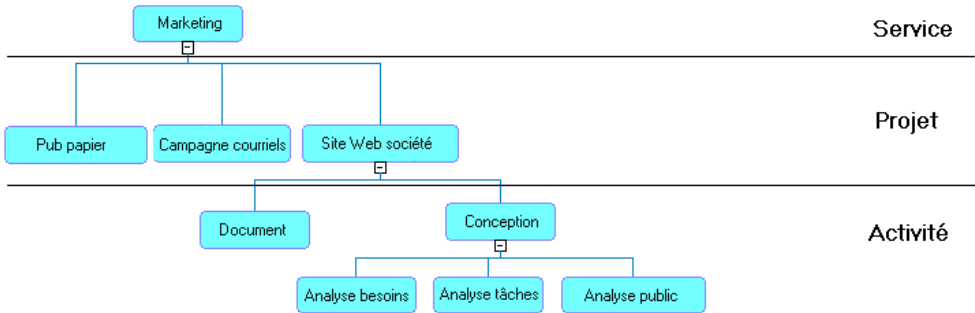 Marketing
Service
Pub papier
Campagne courriels
Site Web société
Projet
Document
Conception
Activité
Analyse besoins
Analyse tâches
Analyse public